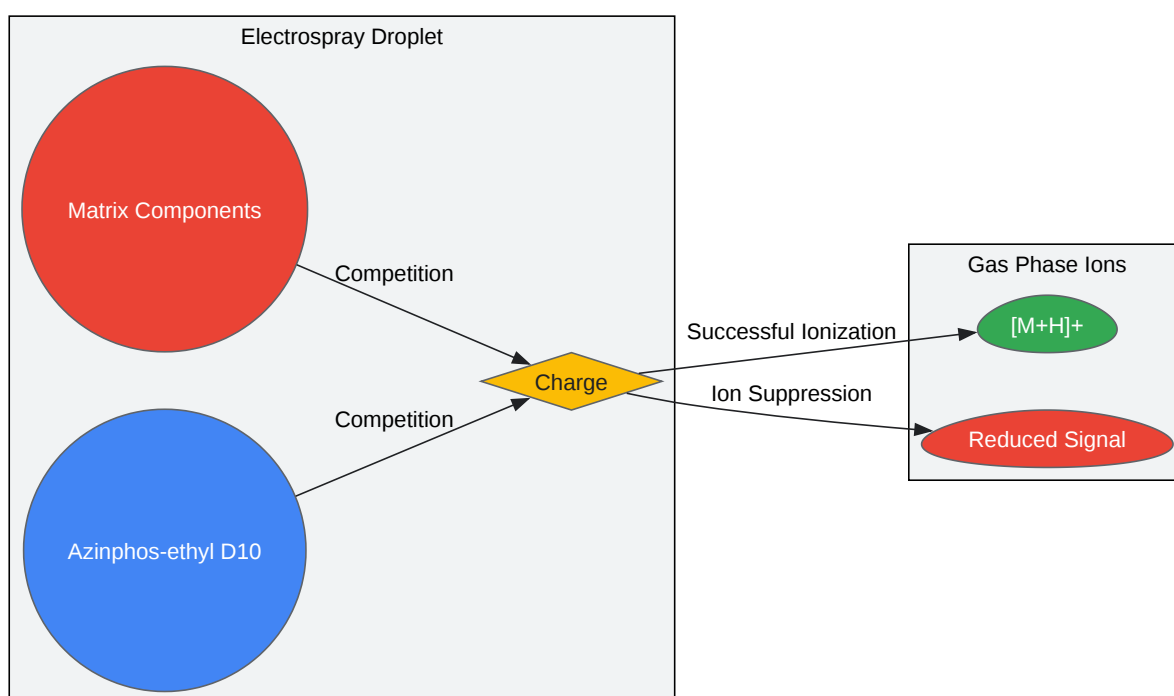 Electrospray Droplet
Matrix Components
Competition
Charge
Competition
Azinphos-ethyl D10
Successful Ionization
Ion Suppression
Gas Phase Ions
[M+H]+
Reduced Signal